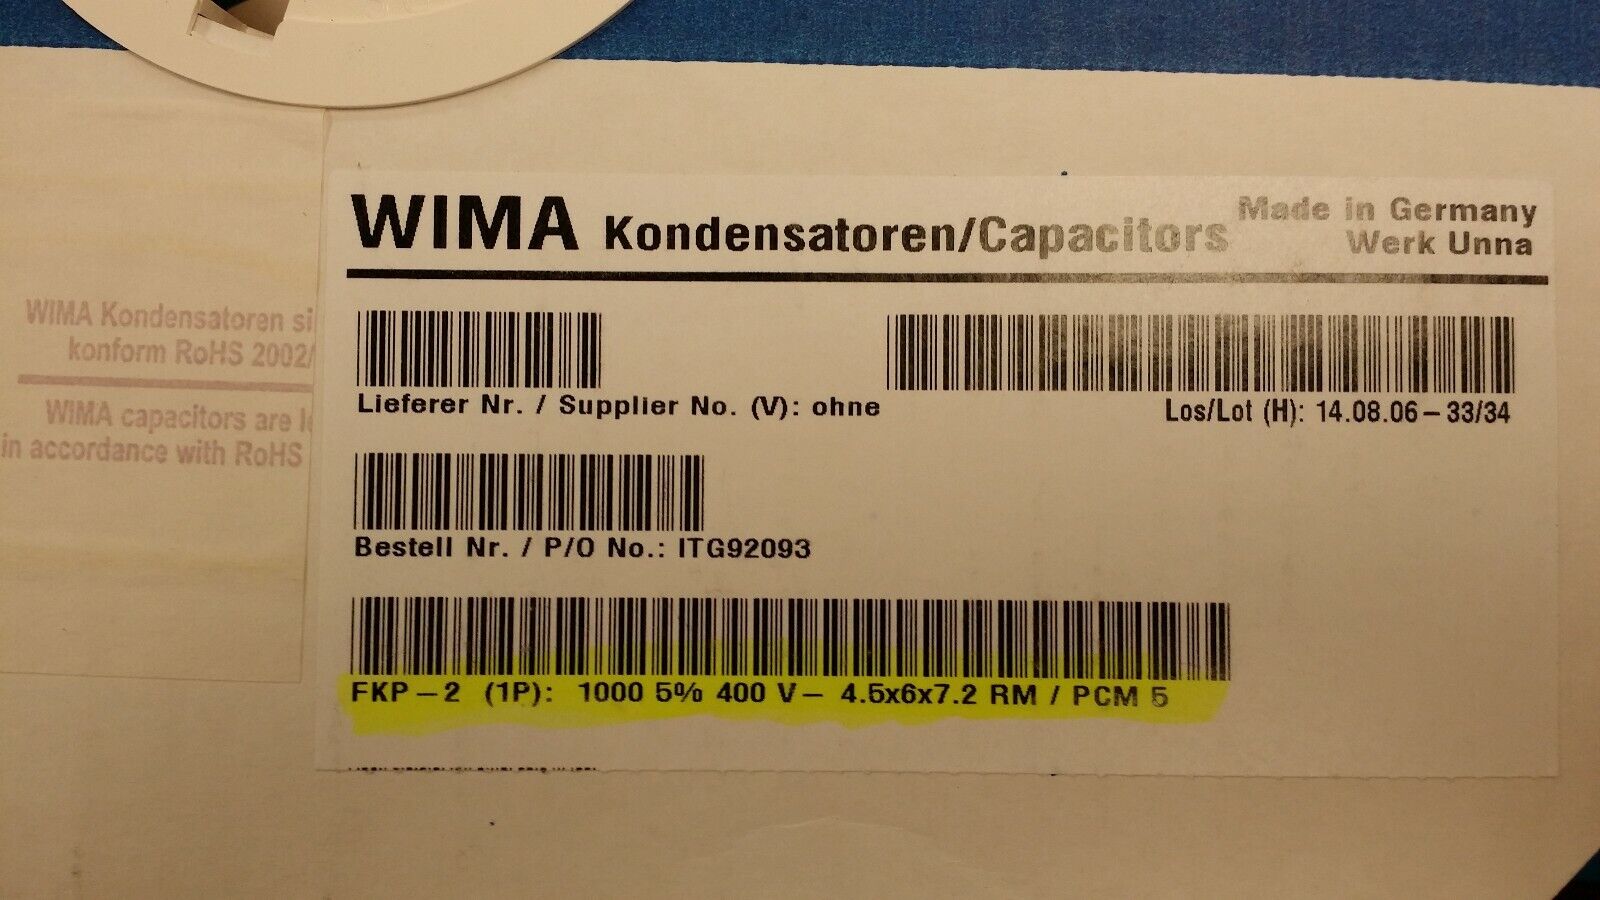 WIMA Kondensatoren/Capacitors
Made in Germany
Werk Unna
Lieferer Nr. / Supplier No. (V): ohne
Los/Lot (H): 14.08.06-33/34
Bestell Nr. / P/O No.: ITG92093
FKP-2 (1P): 1000 5% 400 V- 4.5x6x7.2 RM / PCM 5
WIMA Kondensatoren si
konform RoHS 2002/
WIMA capacitors are
in accordance with RoHS